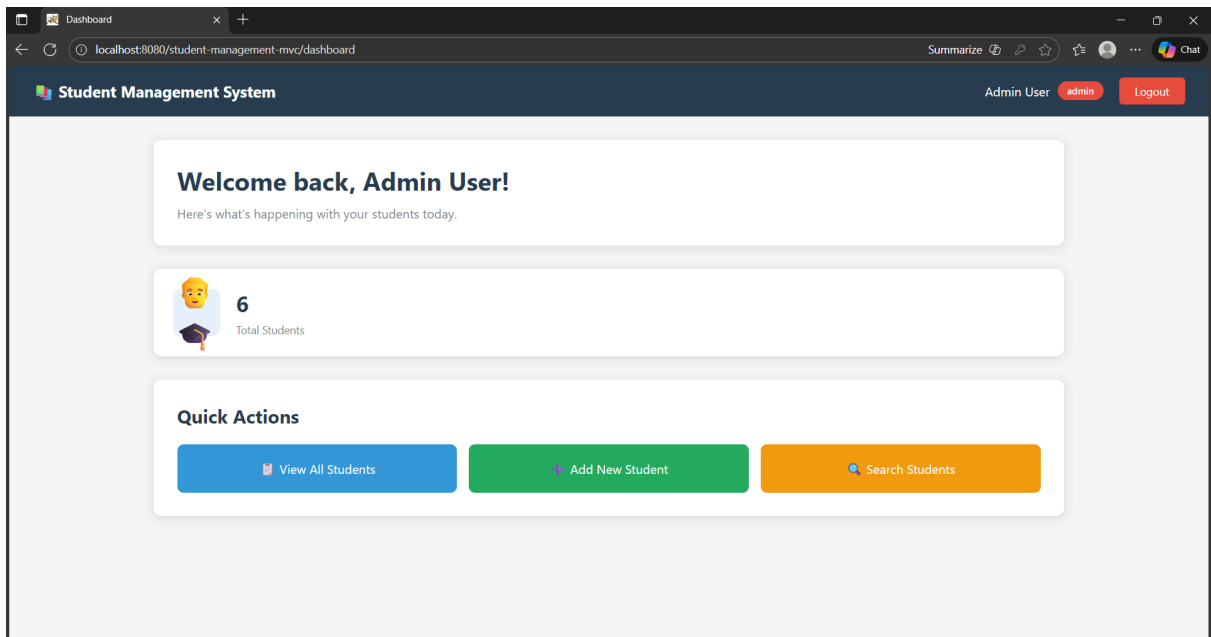 Dashboard
localhost:8080/student-management-mvc/dashboard
Summarize
Chat
Student Management System
Admin User
admin
Logout
Welcome back, Admin User!
Here's what's happening with your students today.
6
Total Students
Quick Actions
View All Students
Add New Student
Search Students